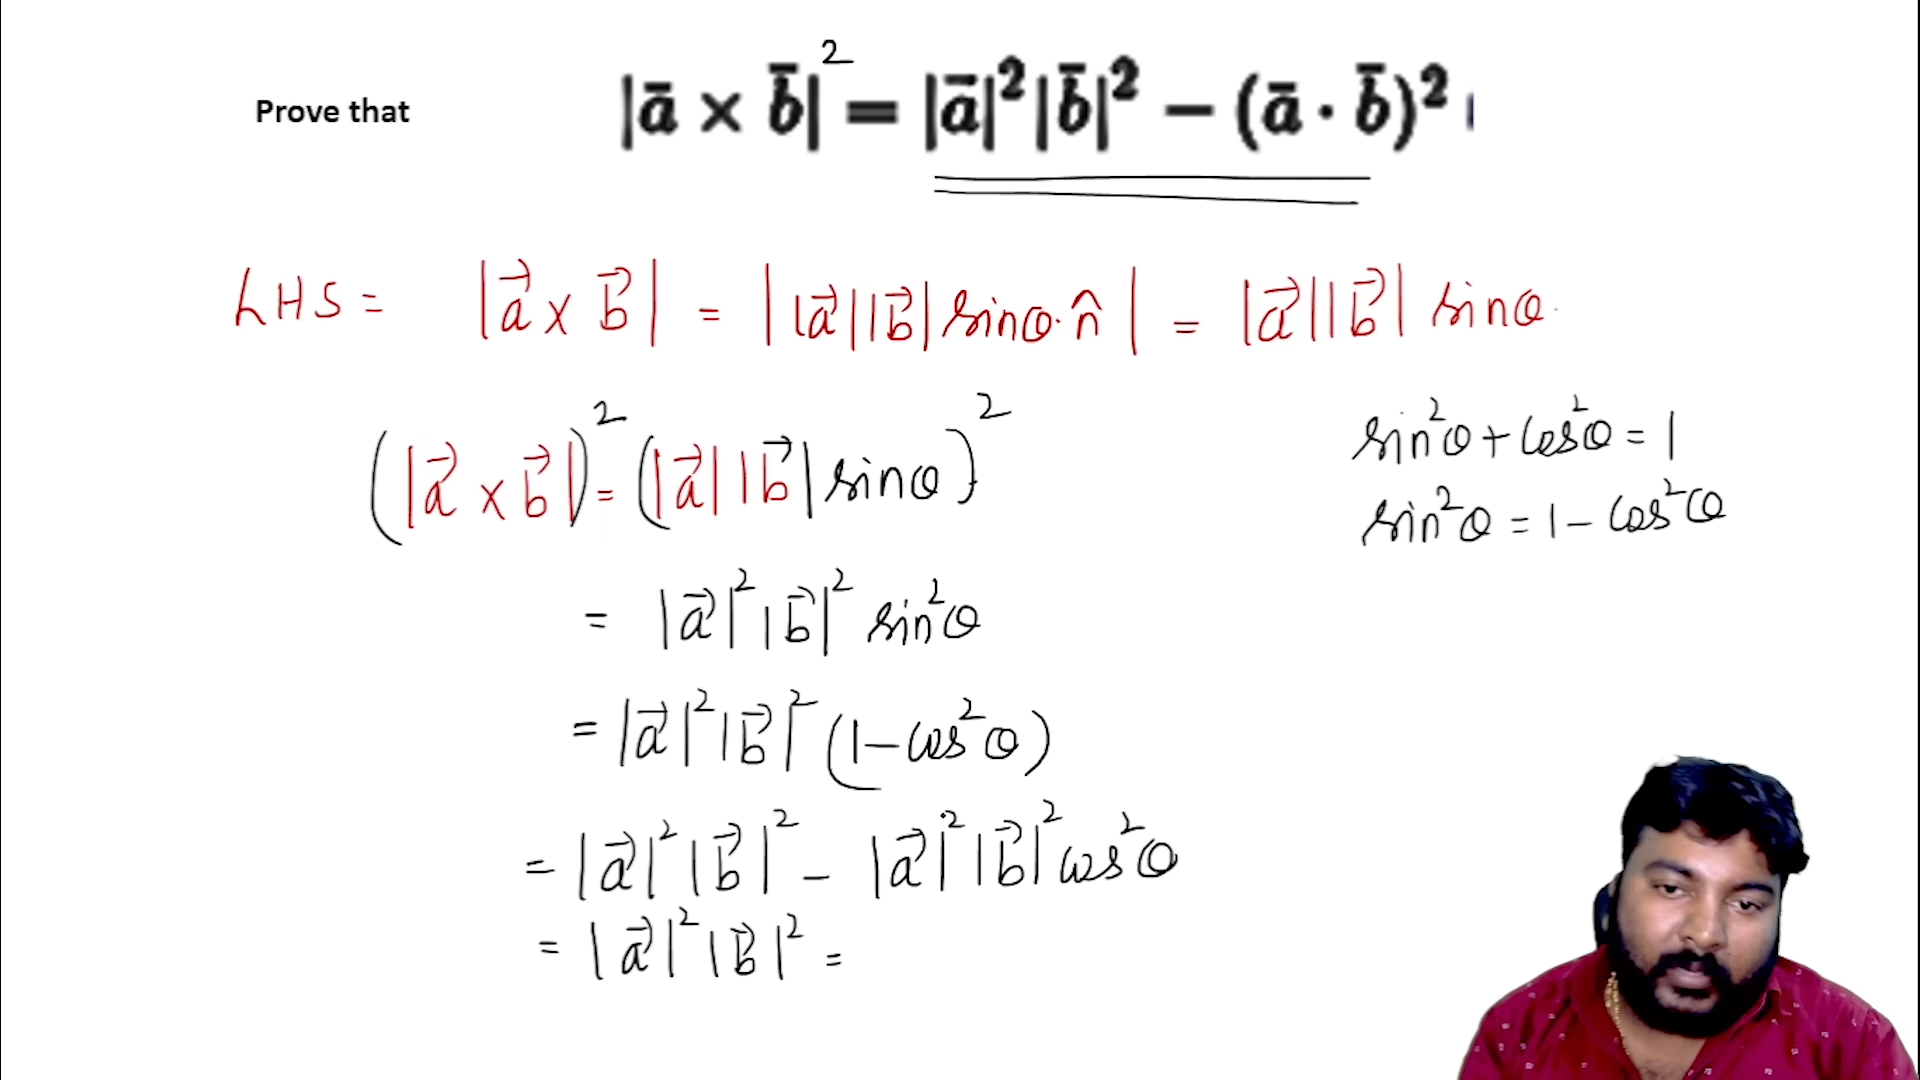 Prove that |a̅ × b̅|² = |a̅|²|b̅|² − (a̅ · b̅)²
LHS = |a⃗ × b⃗| = | |a⃗||b⃗| sinθ · n̂ | = |a⃗||b⃗| sinθ.
(|a⃗ × b⃗|)² = (|a⃗||b⃗| sinθ)²
sin²θ + cos²θ = 1
sin²θ = 1 − cos²θ
= |a⃗|²|b⃗|² sin²θ
= |a⃗|²|b⃗|² (1 − cos²θ)
= |a⃗|²|b⃗|² − |a⃗|²|b⃗|² cos²θ
= |a⃗|²|b⃗|² =